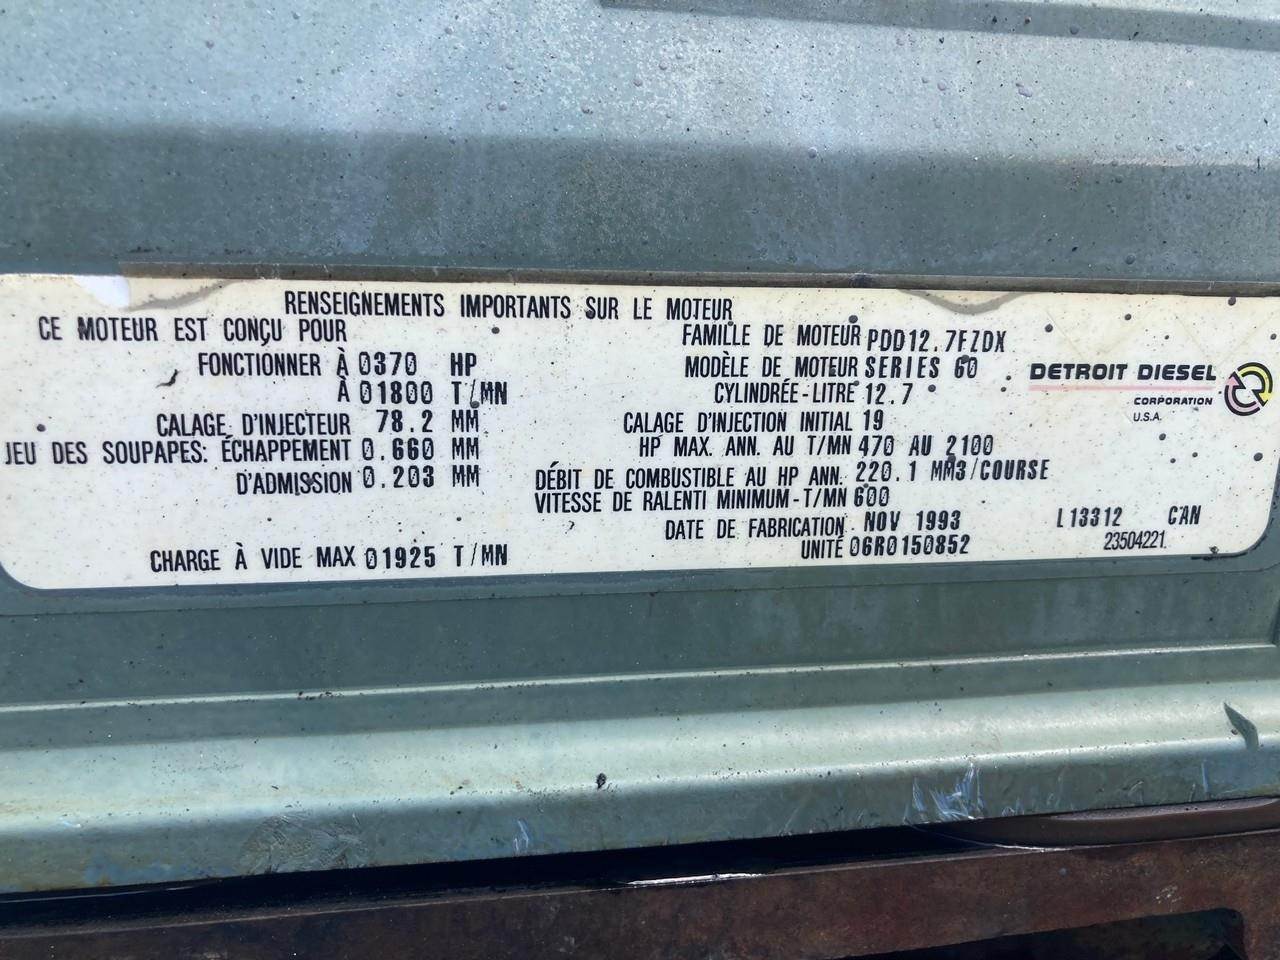 RENSEIGNEMENTS IMPORTANTS SUR LE MOTEUR
CE MOTEUR EST CONÇU POUR
FONCTIONNER À 0370 HP
À 01800 T/MN
CALAGE D'INJECTEUR 78.2 MM
JEU DES SOUPAPES: ÉCHAPPEMENT 0.660 MM
D'ADMISSION 0.203 MM
CHARGE À VIDE MAX 01925 T/MN
FAMILLE DE MOTEUR PDD12.7FZDX
MODÈLE DE MOTEUR SERIES 60
CYLINDRÉE-LITRE 12.7
CALAGE D'INJECTION INITIAL 19
HP MAX. ANN. AU T/MN 470 AU 2100
DÉBIT DE COMBUSTIBLE AU HP ANN. 220.1 MM3/COURSE
VITESSE DE RALENTI MINIMUM-T/MN 600
DATE DE FABRICATION NOV 1993
UNITÉ 06R0150852
DETROIT DIESEL
CORPORATION
U.S.A.
L13312 CAN
23504221